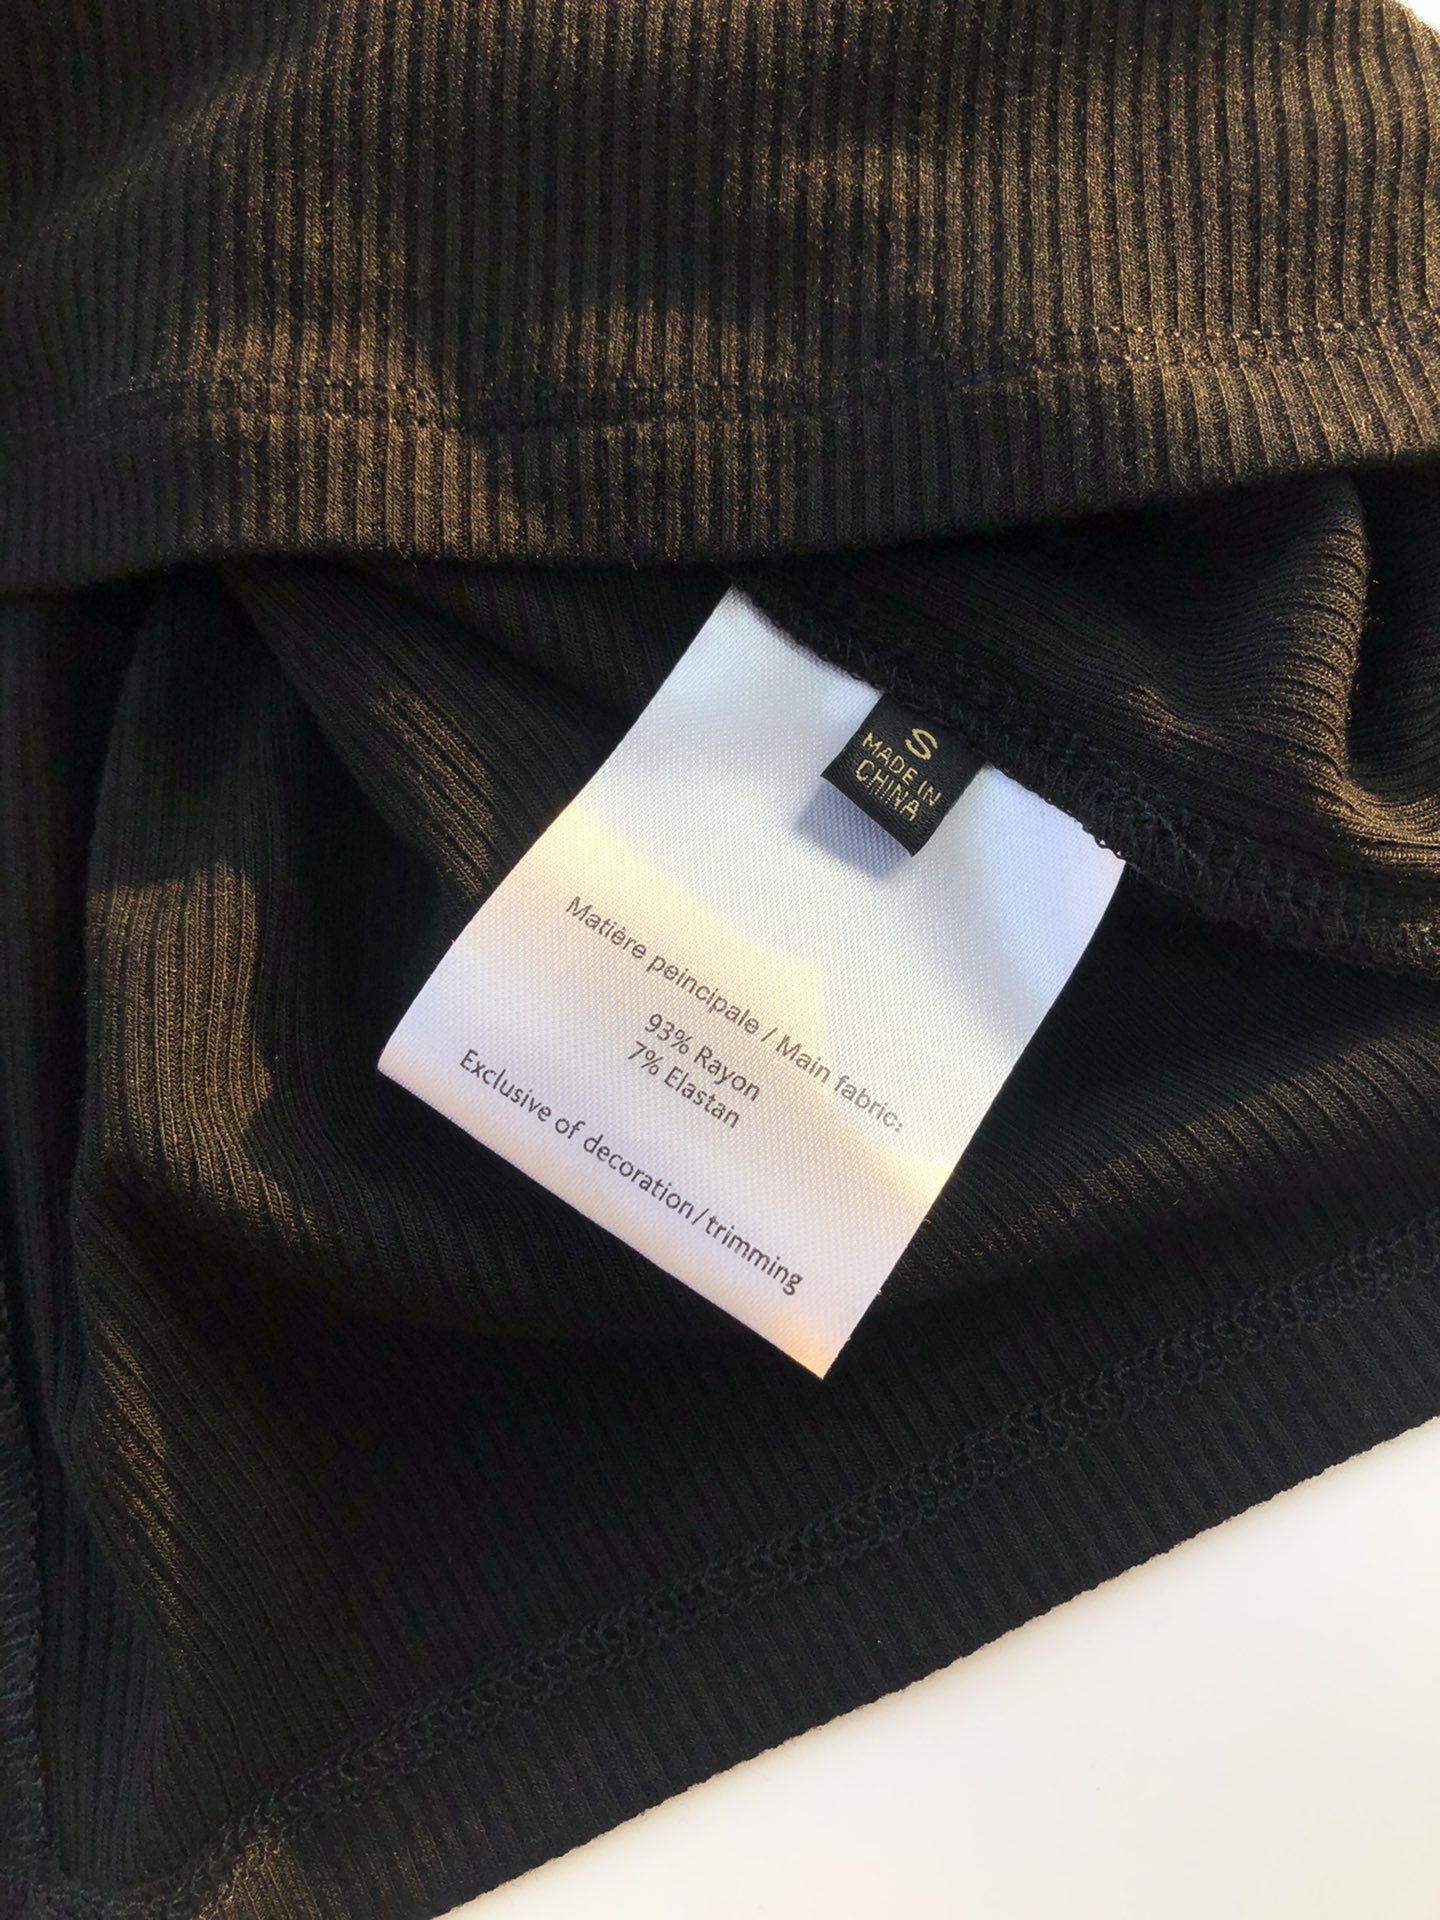 S
MADE IN
CHINA
Matière peincipale / Main fabric:
93% Rayon
7% Elastan
Exclusive of decoration/trimming